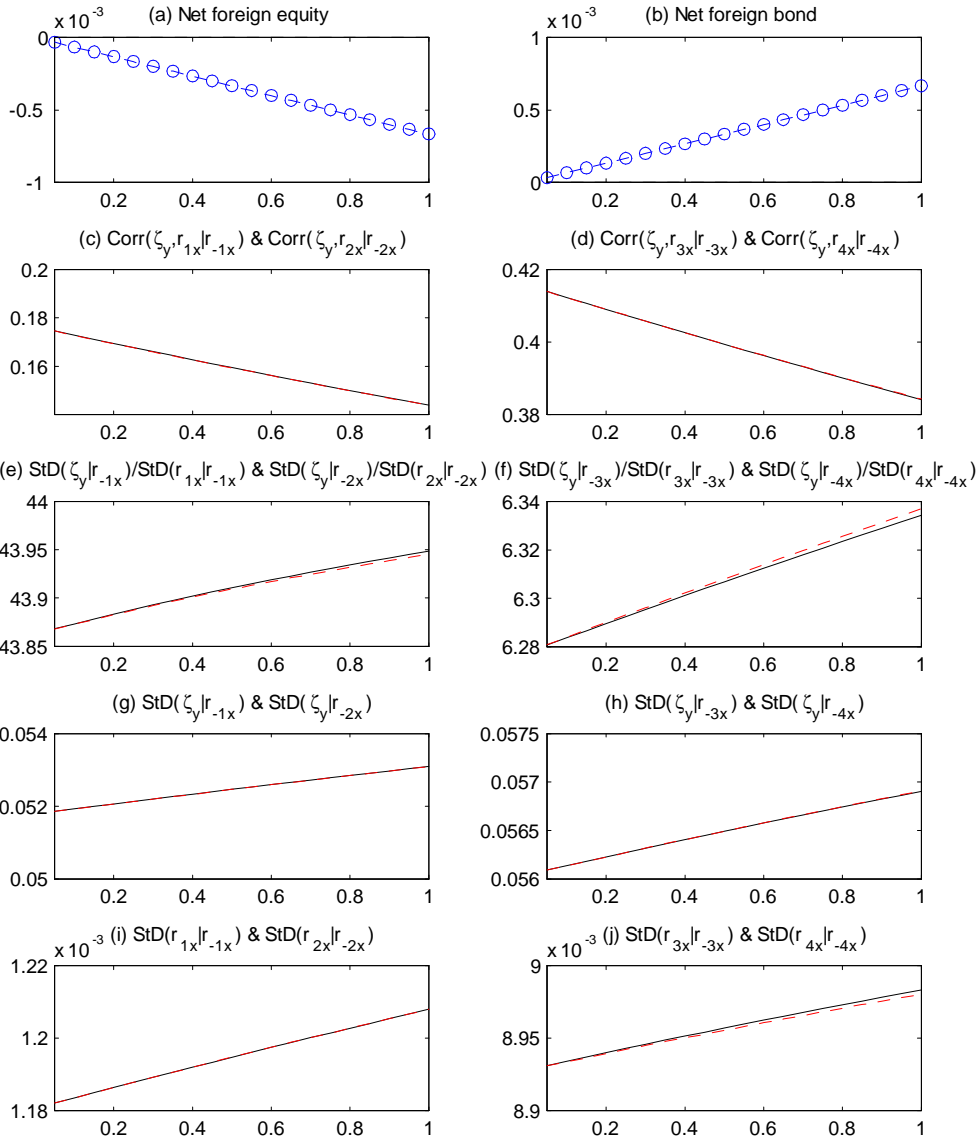 (a) Net foreign equity
x 10⁻³
0
-0.5
-1
0.2 0.4 0.6 0.8 1
(b) Net foreign bond
x 10⁻³
1
0.5
0
0.2 0.4 0.6 0.8 1
(c) Corr(ζy,r1x|r-1x) & Corr(ζy,r2x|r-2x)
0.2
0.18
0.16
0.2 0.4 0.6 0.8 1
(d) Corr(ζy,r3x|r-3x) & Corr(ζy,r4x|r-4x)
0.42
0.4
0.38
0.2 0.4 0.6 0.8 1
(e) StD(ζy|r-1x)/StD(r1x|r-1x) & StD(ζy|r-2x)/StD(r2x|r-2x)
44
43.95
43.9
43.85
0.2 0.4 0.6 0.8 1
(f) StD(ζy|r-3x)/StD(r3x|r-3x) & StD(ζy|r-4x)/StD(r4x|r-4x)
6.34
6.32
6.3
6.28
0.2 0.4 0.6 0.8 1
(g) StD(ζy|r-1x) & StD(ζy|r-2x)
0.054
0.052
0.05
0.2 0.4 0.6 0.8 1
(h) StD(ζy|r-3x) & StD(ζy|r-4x)
0.0575
0.057
0.0565
0.056
0.2 0.4 0.6 0.8 1
(i) StD(r1x|r-1x) & StD(r2x|r-2x)
x 10⁻³
1.22
1.2
1.18
0.2 0.4 0.6 0.8 1
(j) StD(r3x|r-3x) & StD(r4x|r-4x)
x 10⁻³
9
8.95
8.9
0.2 0.4 0.6 0.8 1